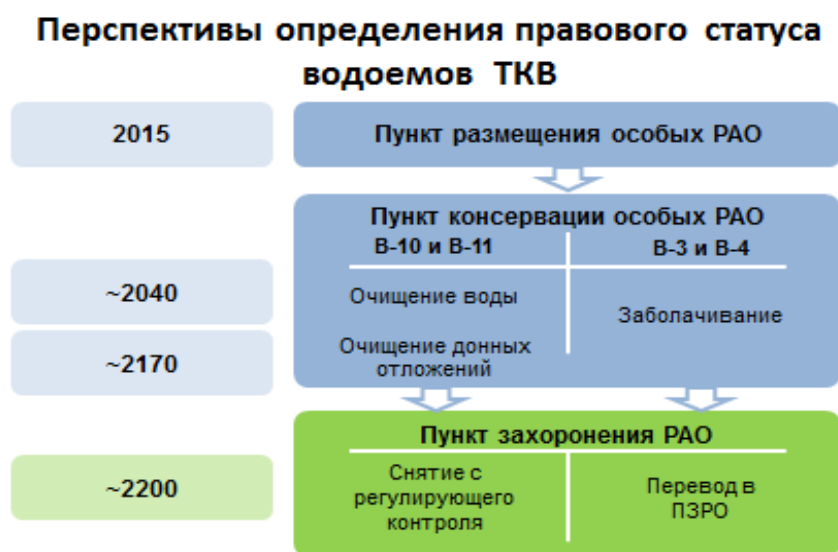 Перспективы определения правового статуса
водоемов ТКВ
2015
Пункт размещения особых РАО
Пункт консервации особых РАО
В-10 и В-11
В-3 и В-4
~2040
Очищение воды
Заболачивание
~2170
Очищение донных
отложений
Пункт захоронения РАО
~2200
Снятие с
регулирующего
контроля
Перевод в
ПЗРО